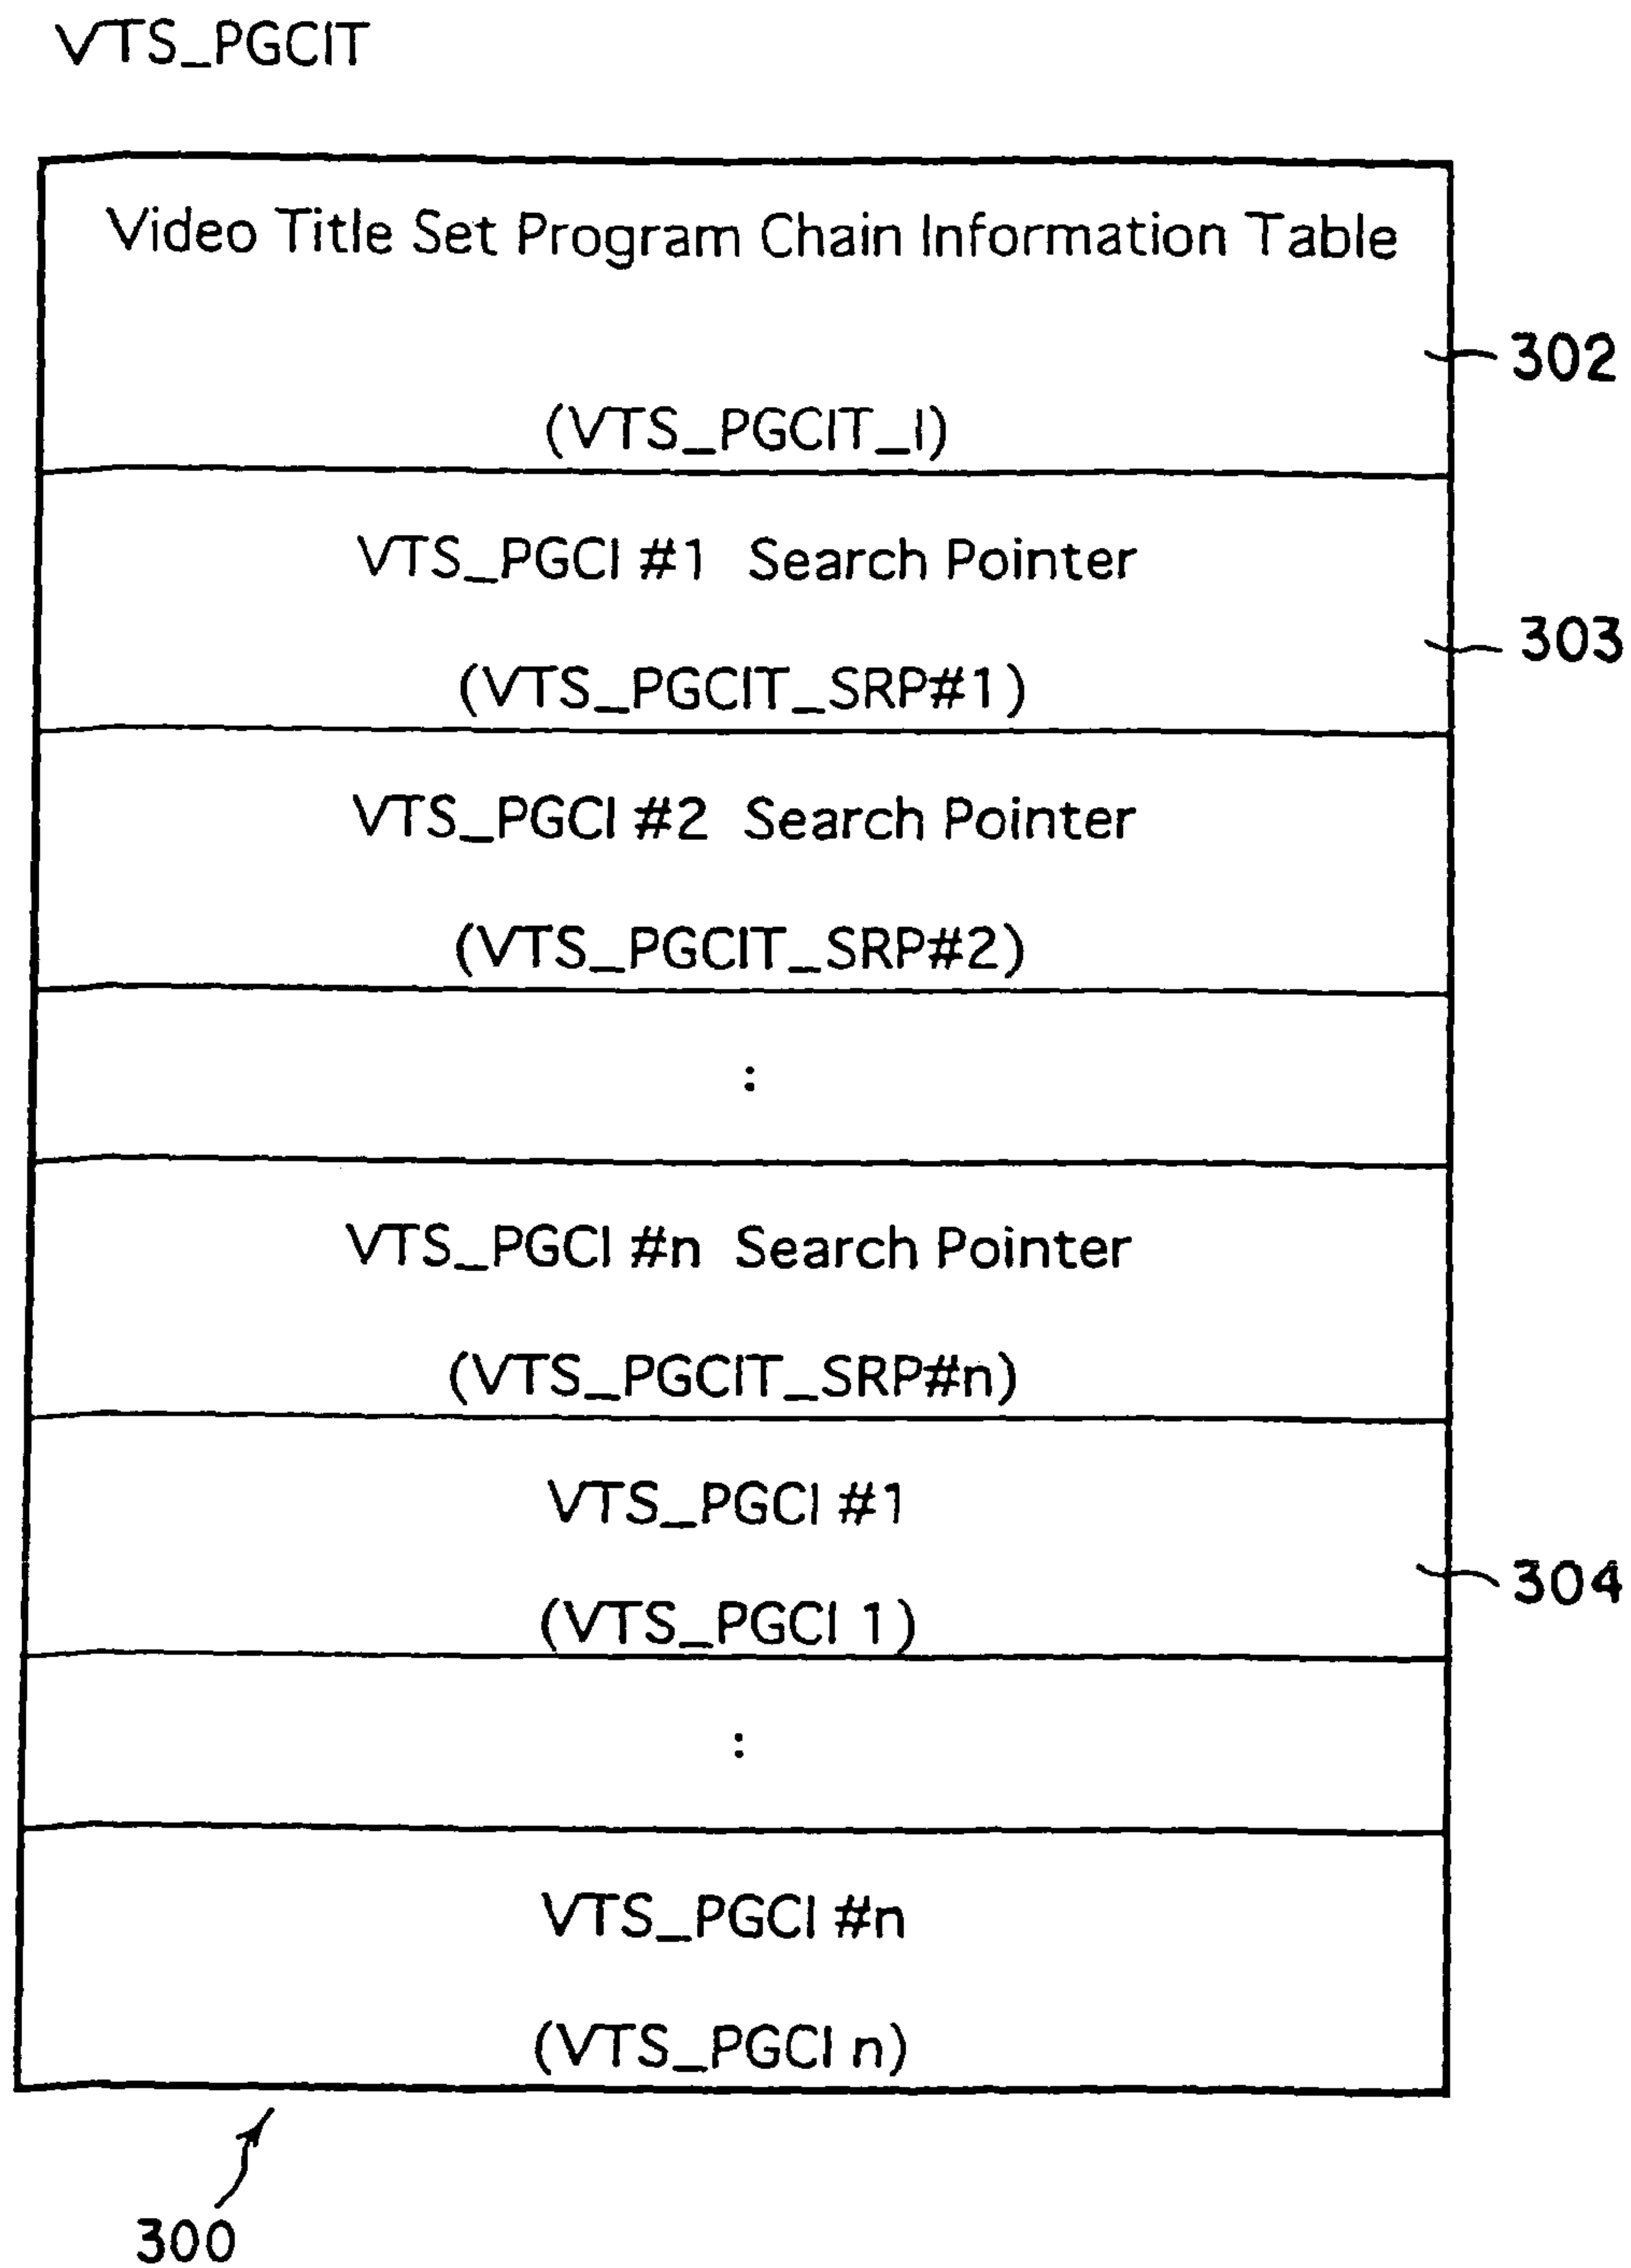 VTS_PGCIT
Video Title Set Program Chain Information Table
302
(VTS_PGCIT_I)
VTS_PGCI #1 Search Pointer
303
(VTS_PGCIT_SRP#1)
VTS_PGCI #2 Search Pointer
(VTS_PGCIT_SRP#2)
:
VTS_PGCI #n Search Pointer
(VTS_PGCIT_SRP#n)
VTS_PGCI #1
304
(VTS_PGCI 1)
:
VTS_PGCI #n
(VTS_PGCI n)
300